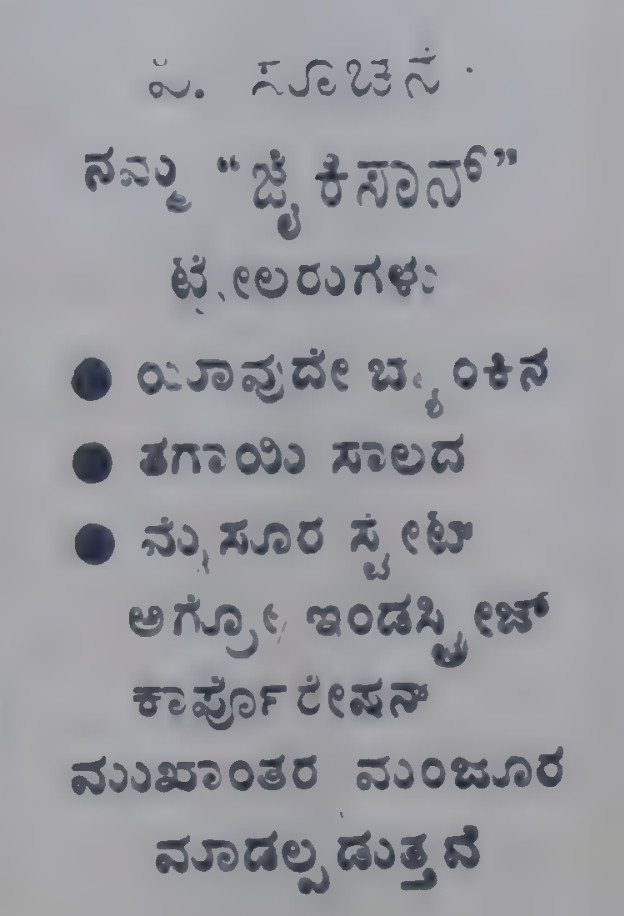 ವಿ. ಸೂಚನೆ.
ನಮ್ಮ “ಜೈ ಕಿಸಾನ್”
ಟ್ರೇಲರುಗಳು
● ಯಾವುದೇ ಬ್ಯಾಂಕಿನ
● ತಗಾಯಿ ಸಾಲದ
● ಮೈಸೂರ ಸ್ಟೇಟ್
ಅಗ್ರೋ ಇಂಡಸ್ಟ್ರೀಜ್
ಕಾರ್ಪೊರೇಷನ್
ಮುಖಾಂತರ ಮಂಜೂರ
ಮಾಡಲ್ಪಡುತ್ತವೆ